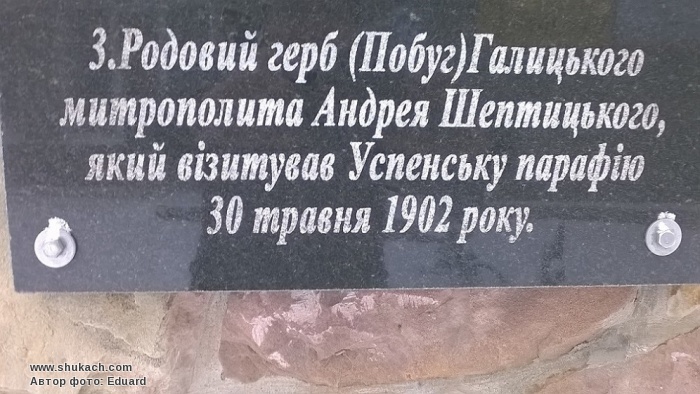 3.Родовий герб (Побуг)Галицького
митрополита Андрея Шептицького,
який візитував Успенську парафію
30 травня 1902 року.
www.shukach.com
Автор фото: Eduard